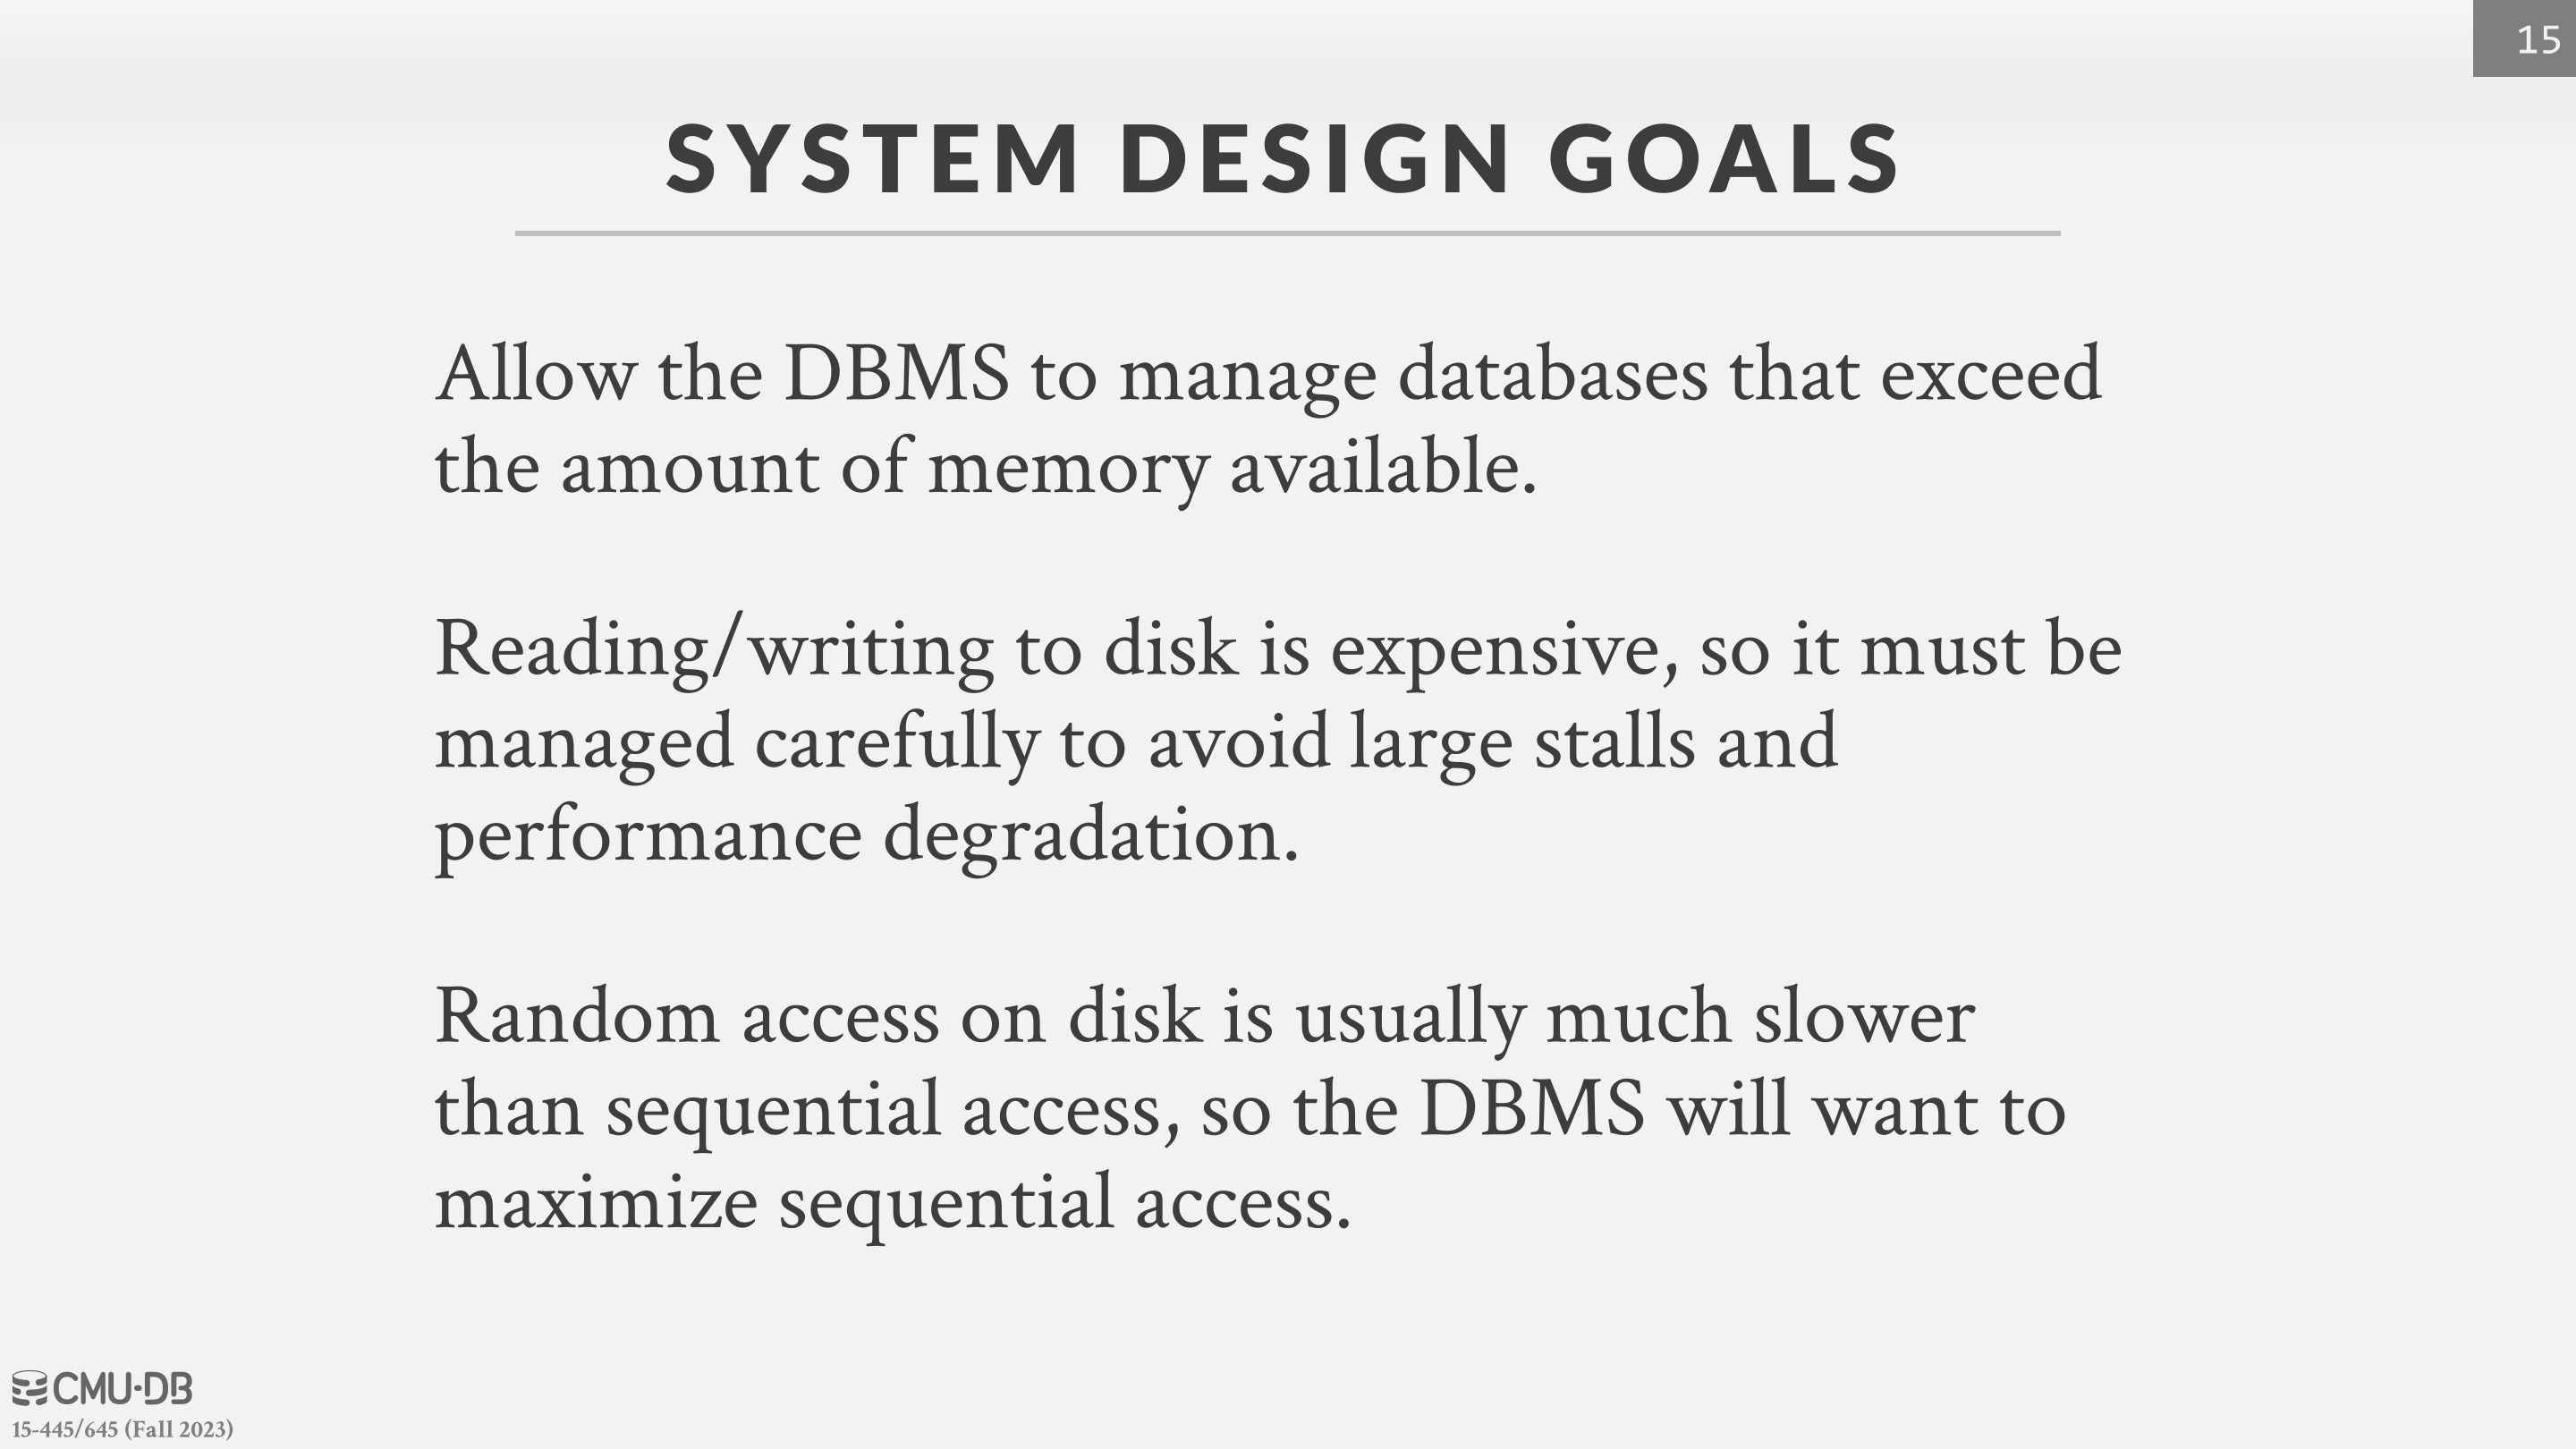 15
SYSTEM DESIGN GOALS
Allow the DBMS to manage databases that exceed
the amount of memory available.
Reading/writing to disk is expensive, so it must be
managed carefully to avoid large stalls and
performance degradation.
Random access on disk is usually much slower
than sequential access, so the DBMS will want to
maximize sequential access.
CMU·DB
15-445/645 (Fall 2023)